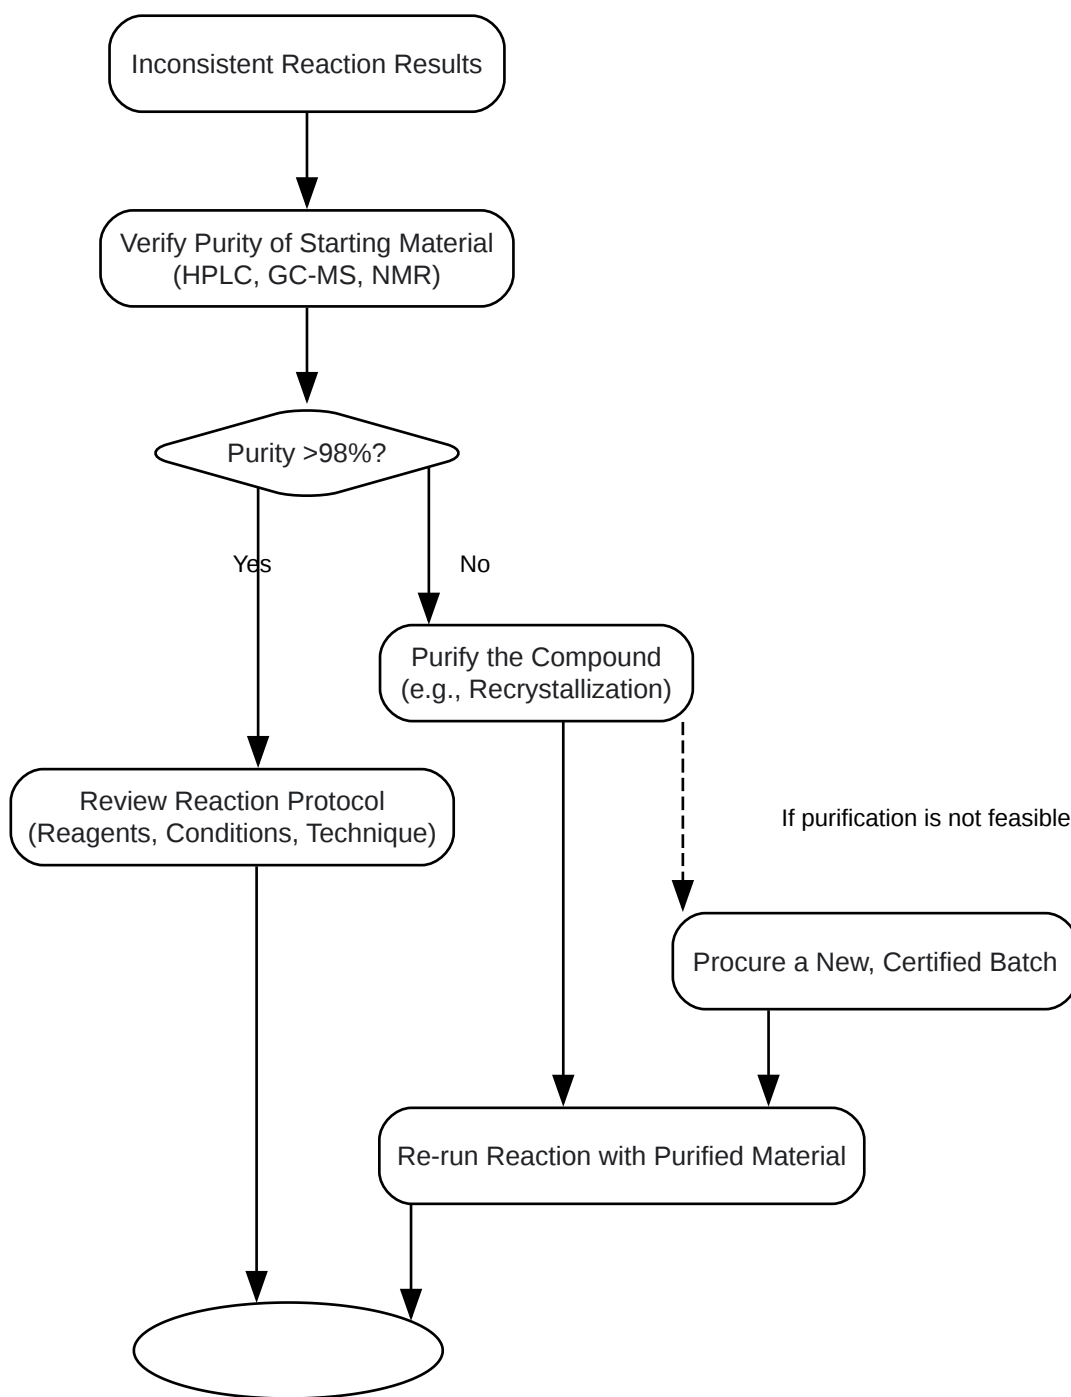 Inconsistent Reaction Results
Verify Purity of Starting Material
(HPLC, GC-MS, NMR)
Purity >98%?
Yes
No
Purify the Compound
(e.g., Recrystallization)
Review Reaction Protocol
(Reagents, Conditions, Technique)
If purification is not feasible
Procure a New, Certified Batch
Re-run Reaction with Purified Material